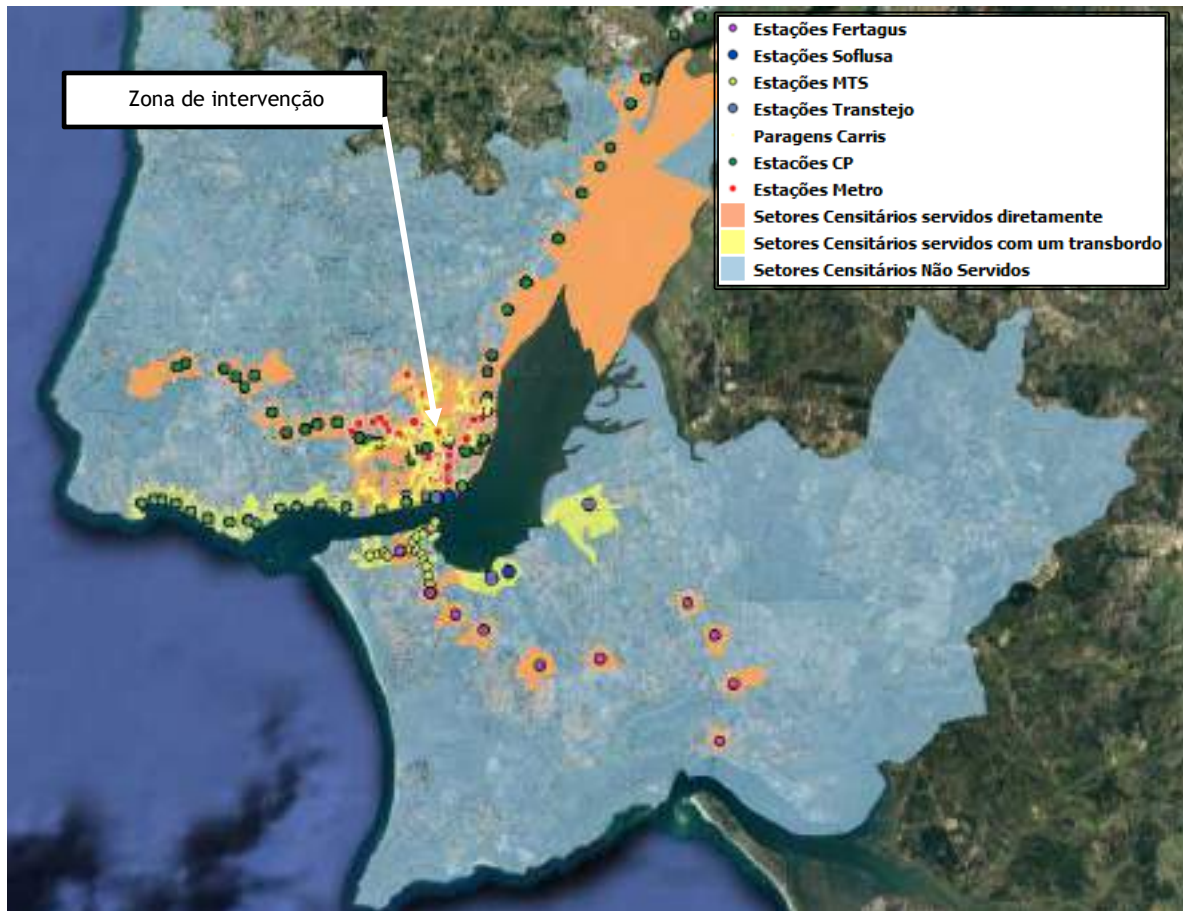 Zona de intervenção
Estações Fertagus
Estações Soflusa
Estações MTS
Estações Transtejo
Paragens Carris
Estações CP
Estações Metro
Setores Censitários servidos diretamente
Setores Censitários servidos com um transbordo
Setores Censitários Não Servidos